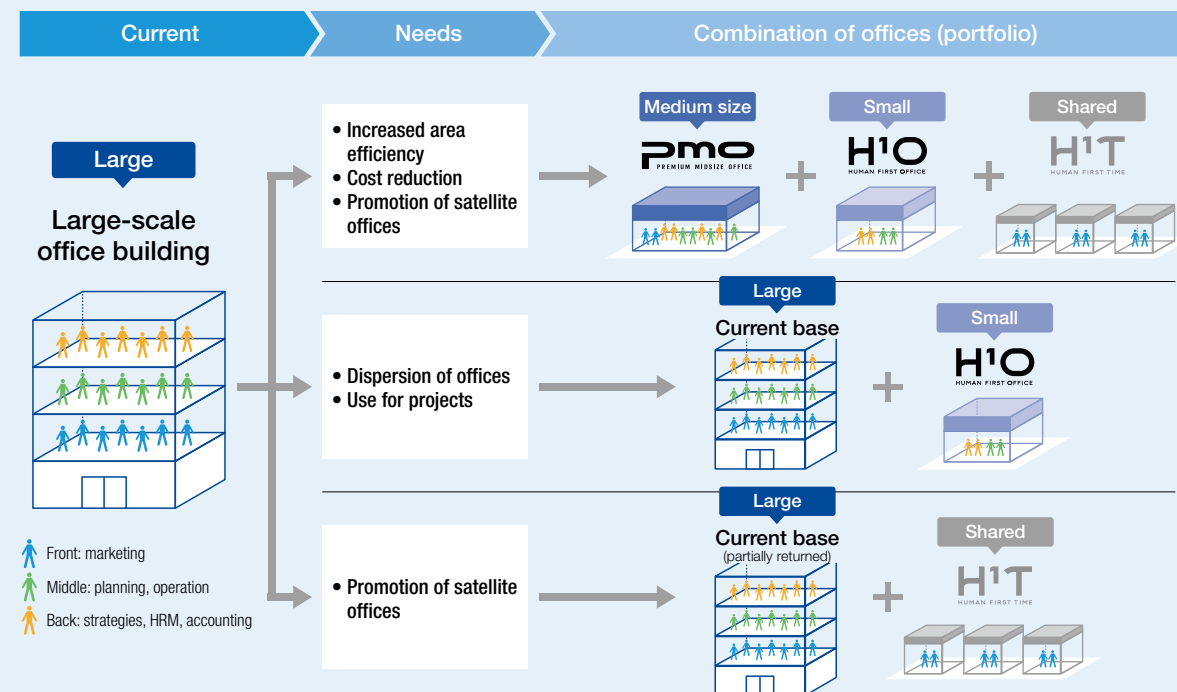 Current
Needs
Combination of offices (portfolio)
Large
Large-scale
office building
Front: marketing
Middle: planning, operation
Back: strategies, HRM, accounting
• Increased area
efficiency
• Cost reduction
• Promotion of satellite
offices
Medium size
pmo
PREMIUM MIDSIZE OFFICE
+
Small
H¹O
HUMAN FIRST OFFICE
+
Shared
H¹T
HUMAN FIRST TIME
• Dispersion of offices
• Use for projects
Large
Current base
+
Small
H¹O
HUMAN FIRST OFFICE
• Promotion of satellite
offices
Large
Current base
(partially returned)
+
Shared
H¹T
HUMAN FIRST TIME